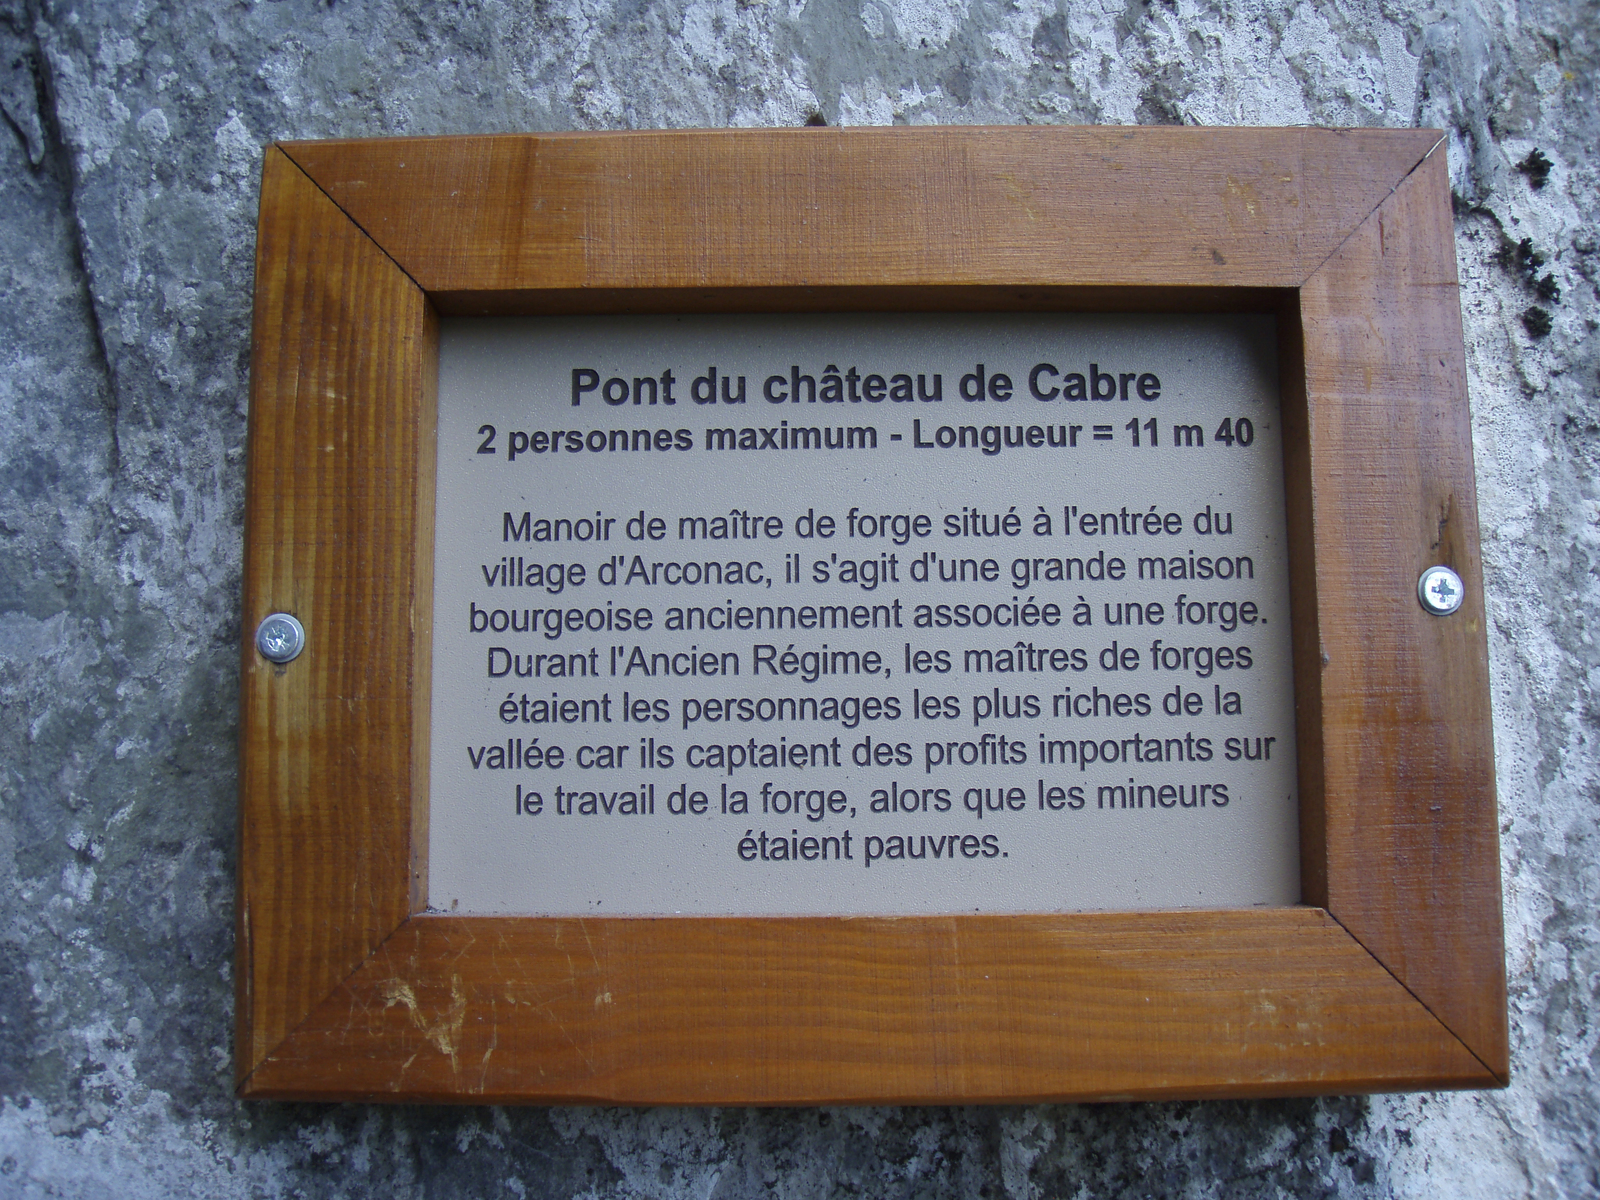 Pont du château de Cabre
2 personnes maximum - Longueur = 11 m 40
Manoir de maître de forge situé à l'entrée du
village d'Arconac, il s'agit d'une grande maison
bourgeoise anciennement associée à une forge.
Durant l'Ancien Régime, les maîtres de forges
étaient les personnages les plus riches de la
vallée car ils captaient des profits importants sur
le travail de la forge, alors que les mineurs
étaient pauvres.